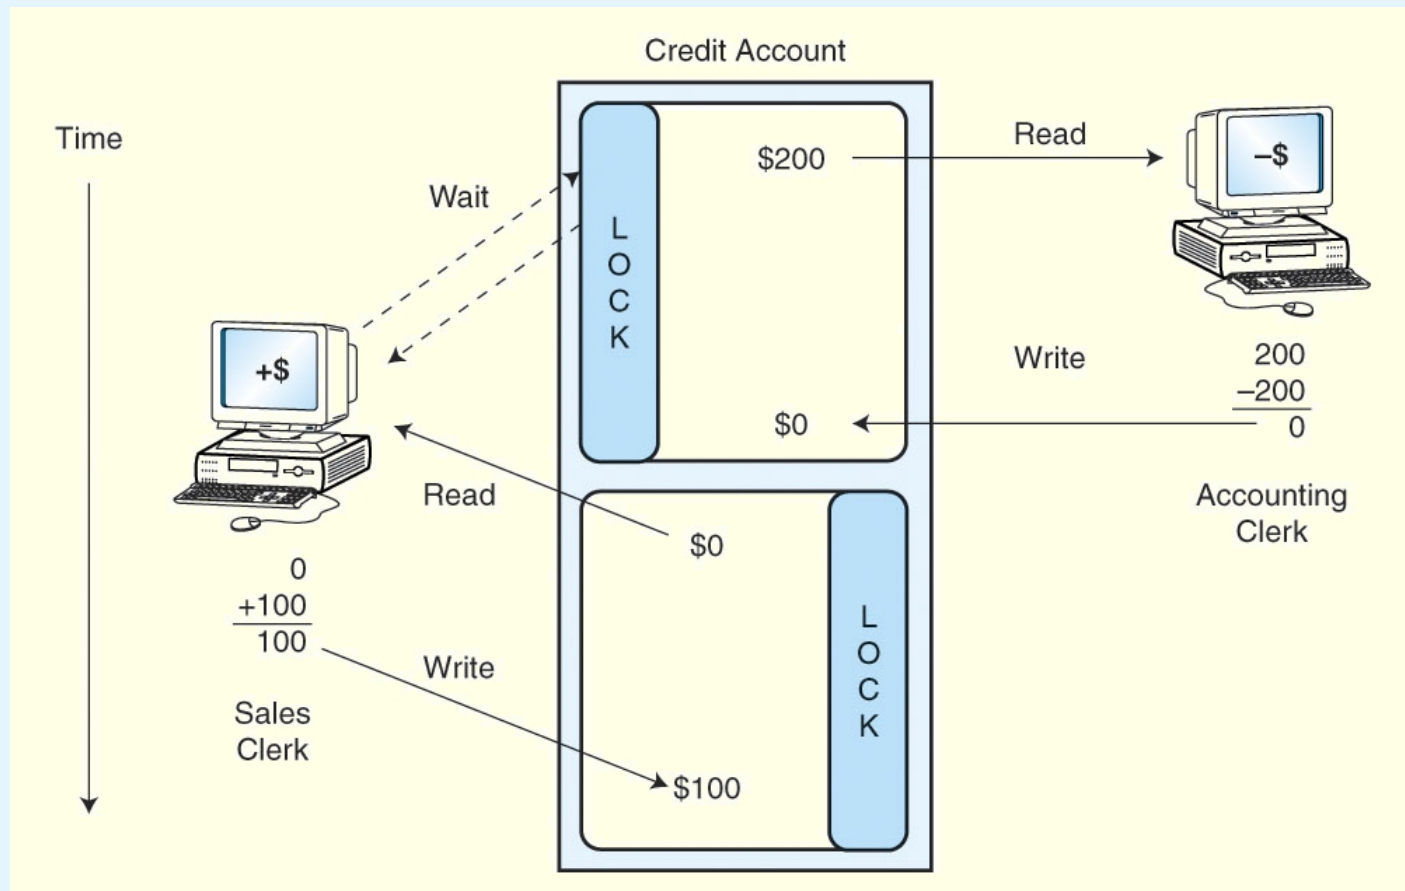 Credit Account
Time
Wait
L
O
C
K
$200
Read
–$
+$
Write
200
–200
0
$0
Accounting
Clerk
Read
$0
0
+100
100
Write
Sales
Clerk
$100
L
O
C
K